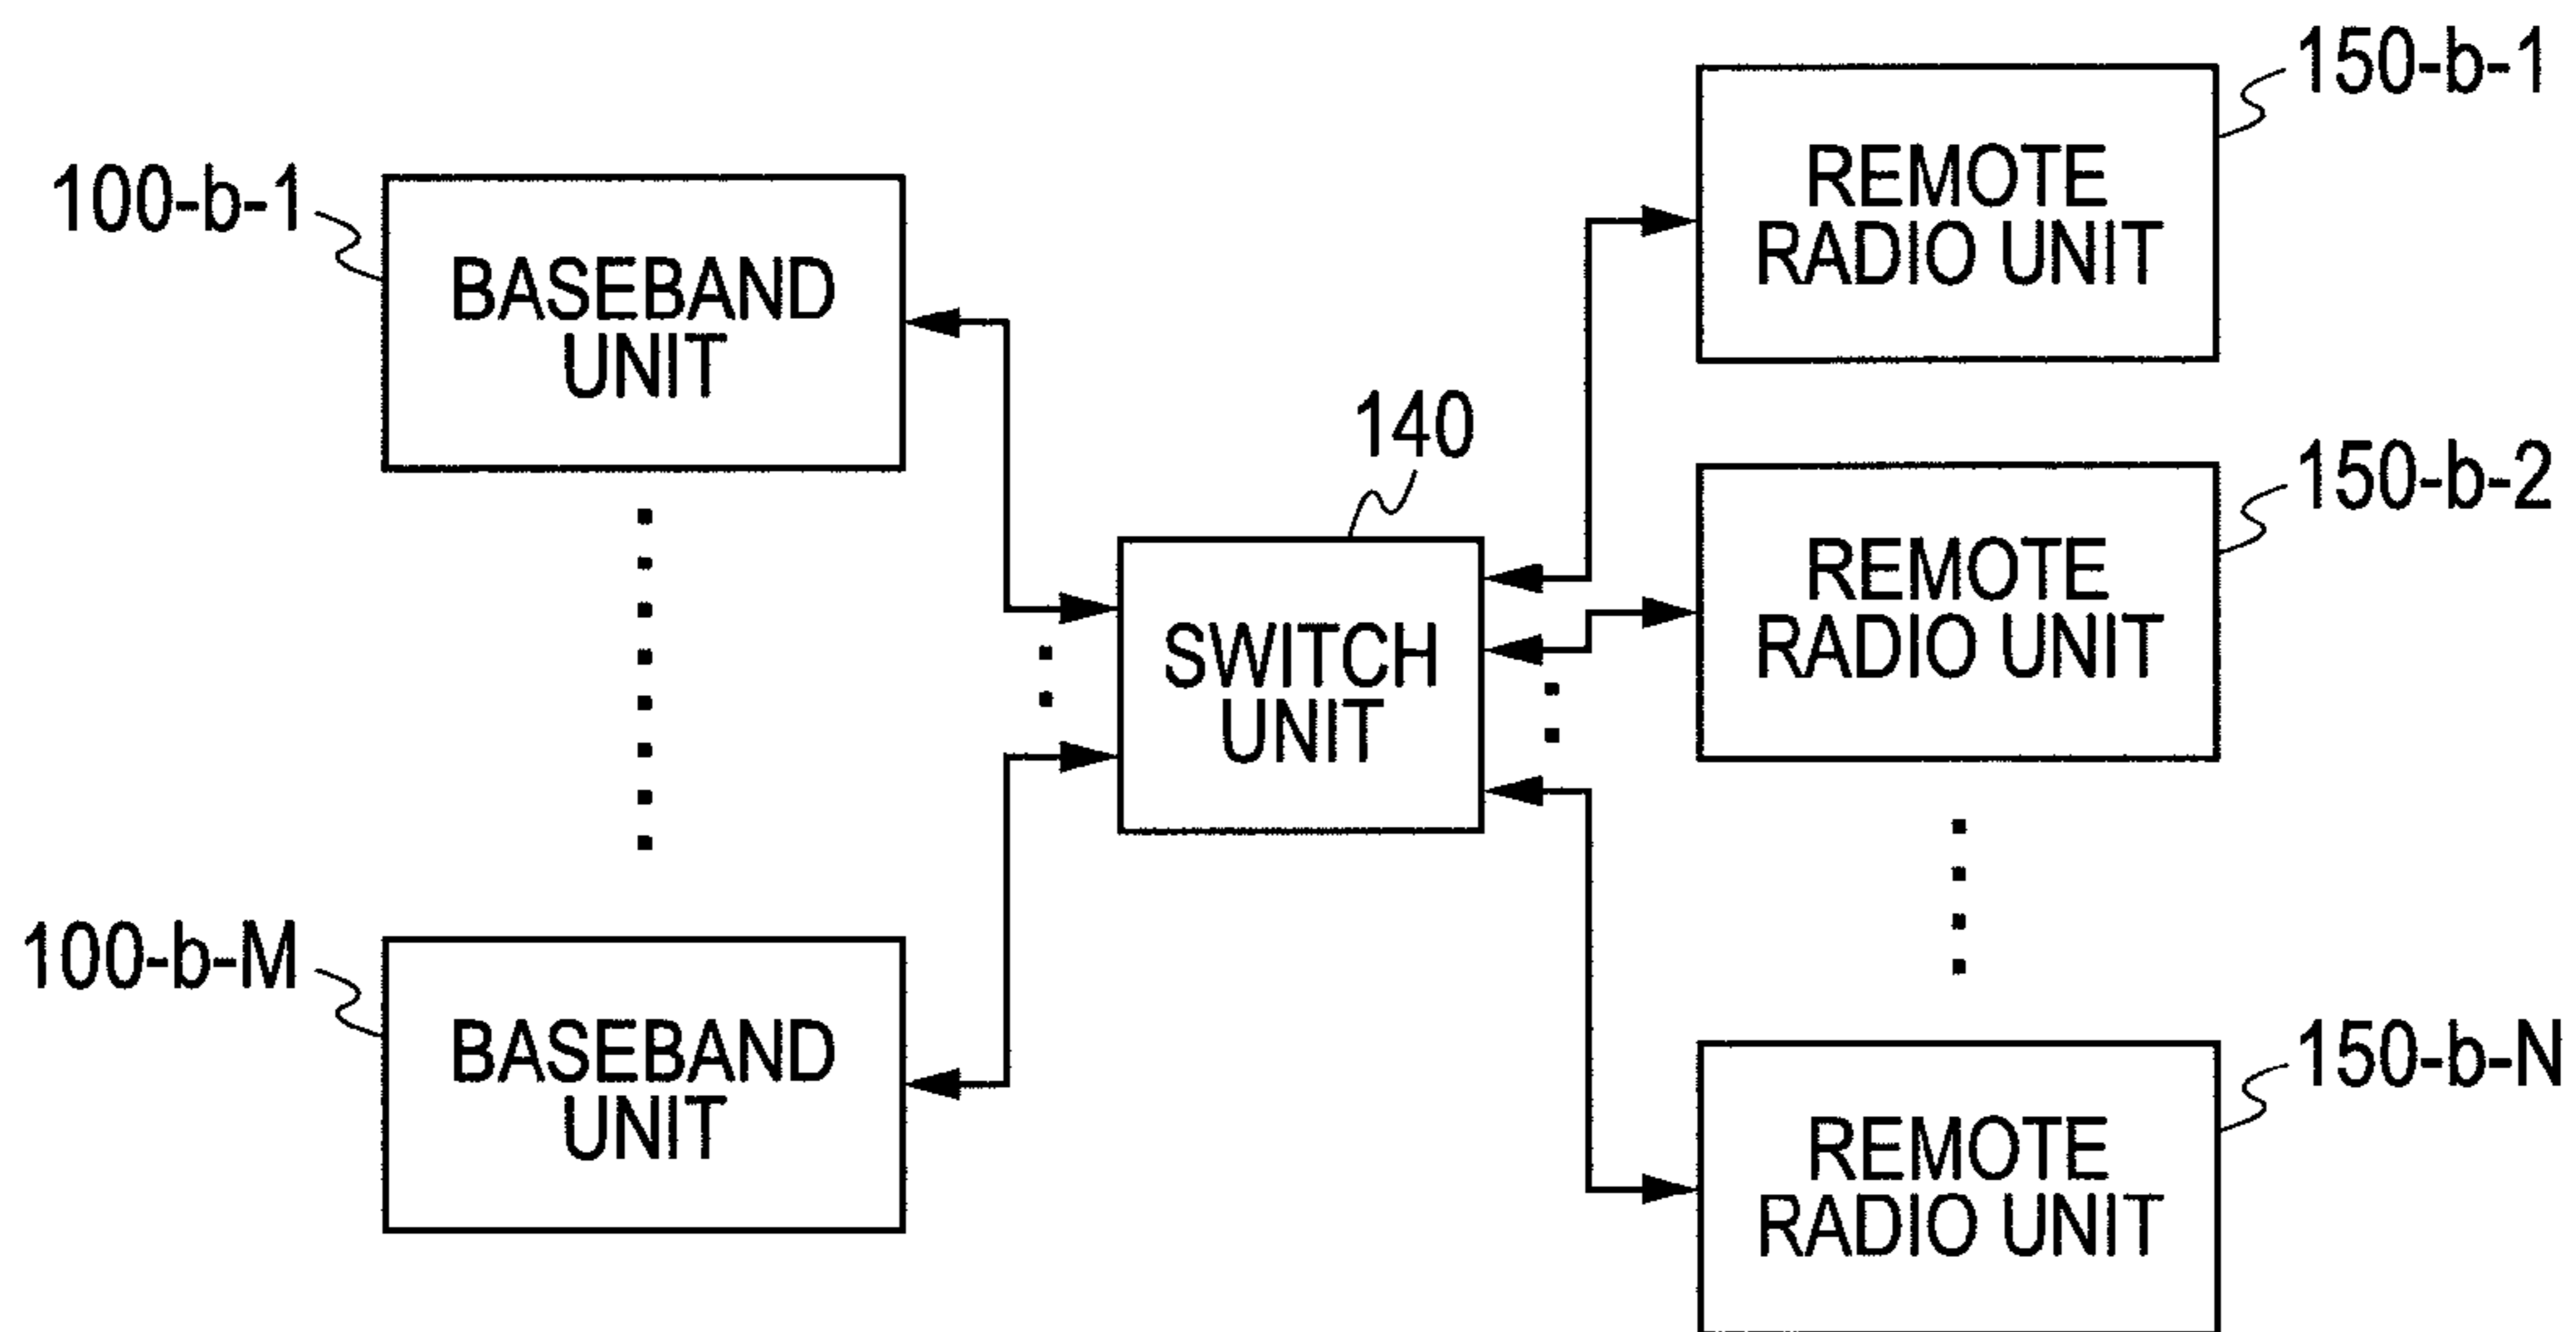 100-b-1
BASEBAND
UNIT
100-b-M
BASEBAND
UNIT
140
SWITCH
UNIT
150-b-1
REMOTE
RADIO UNIT
150-b-2
REMOTE
RADIO UNIT
150-b-N
REMOTE
RADIO UNIT